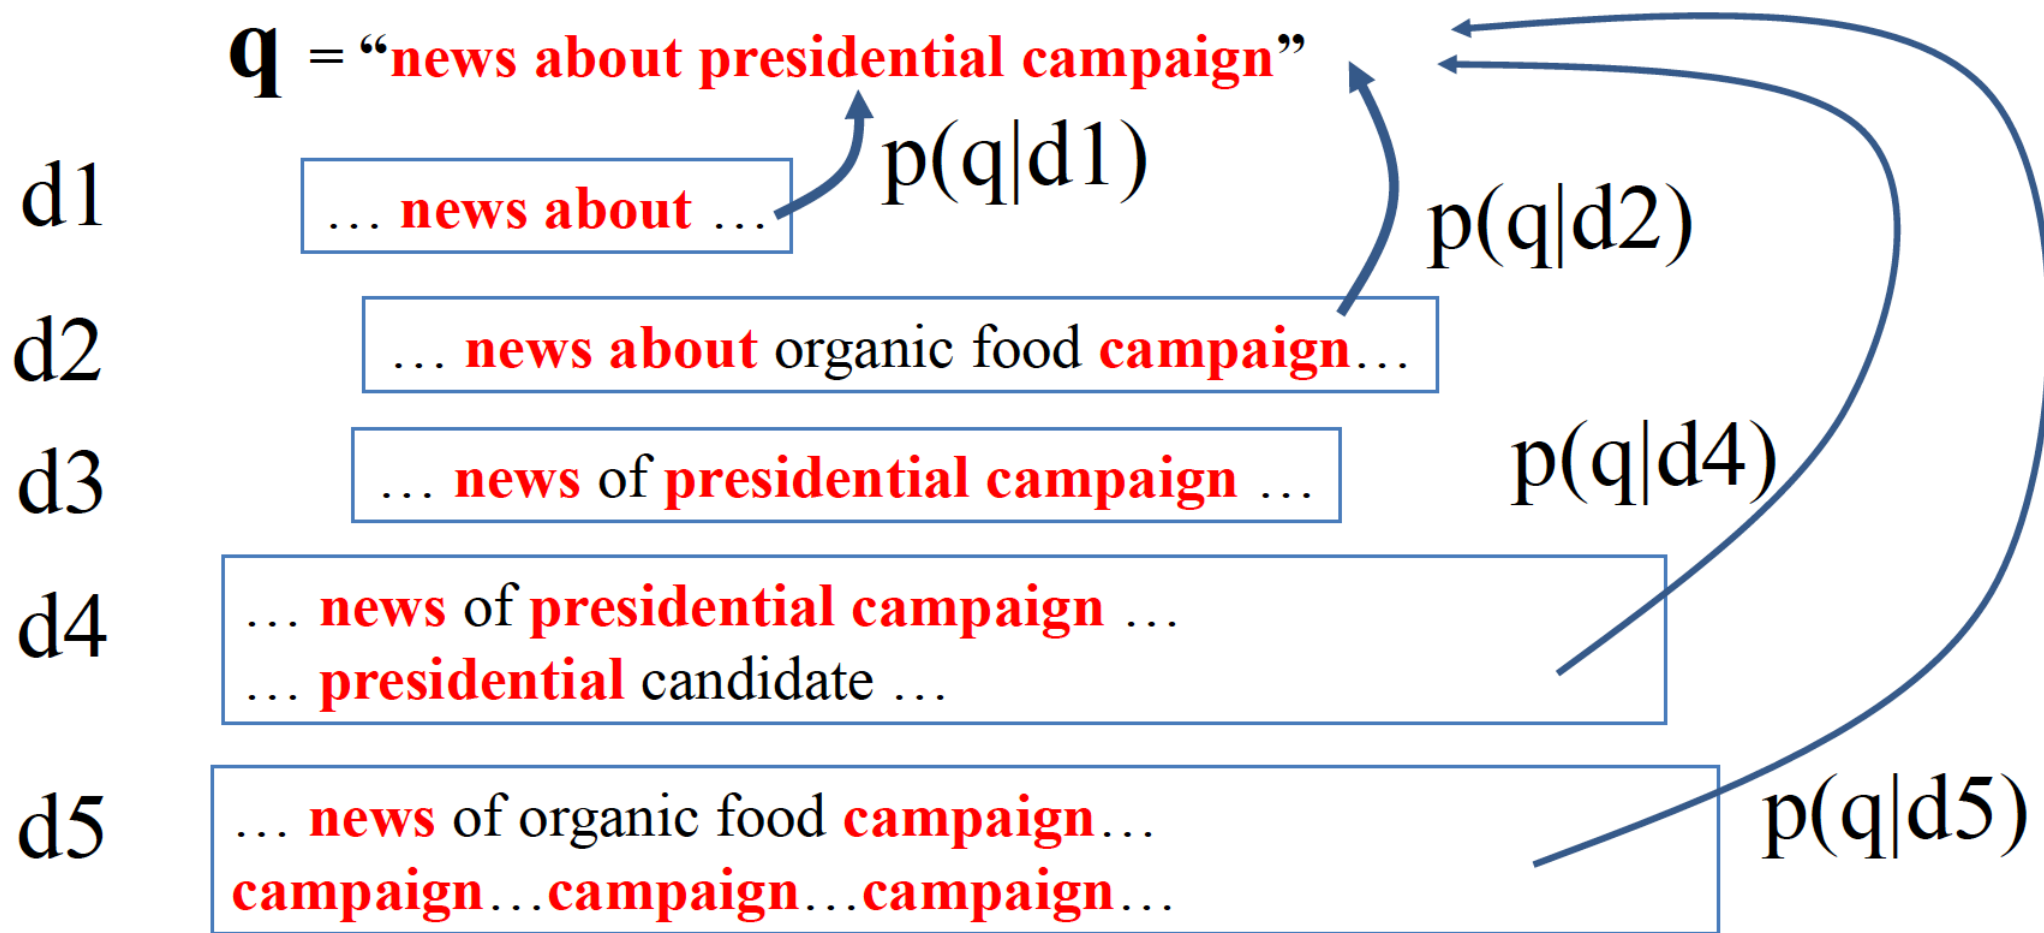 q = “news about presidential campaign”
p(q|d1)
d1
… news about …
p(q|d2)
d2
… news about organic food campaign…
d3
… news of presidential campaign …
p(q|d4)
d4
… news of presidential campaign …
… presidential candidate …
d5
… news of organic food campaign…
campaign…campaign…campaign…
p(q|d5)